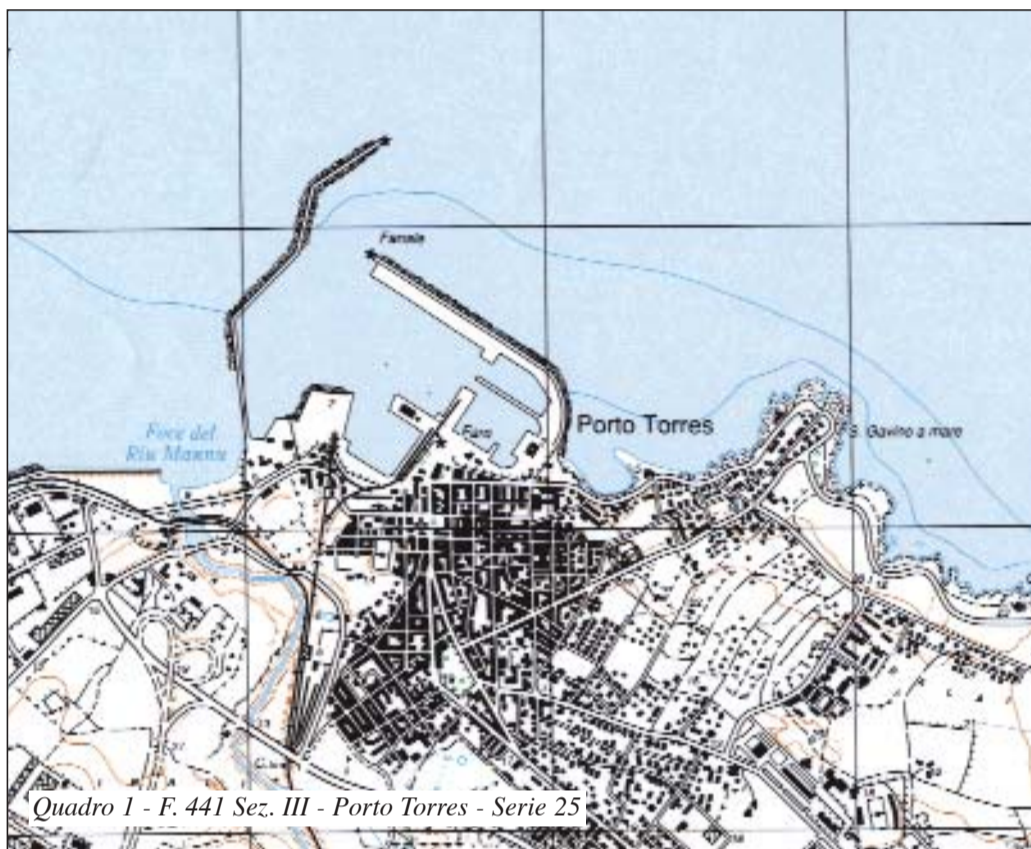 Fanale
Porto Torres
Faro
S. Gavino a mare
Foce del
Riu Mannu
Quadro 1 - F. 441 Sez. III - Porto Torres - Serie 25